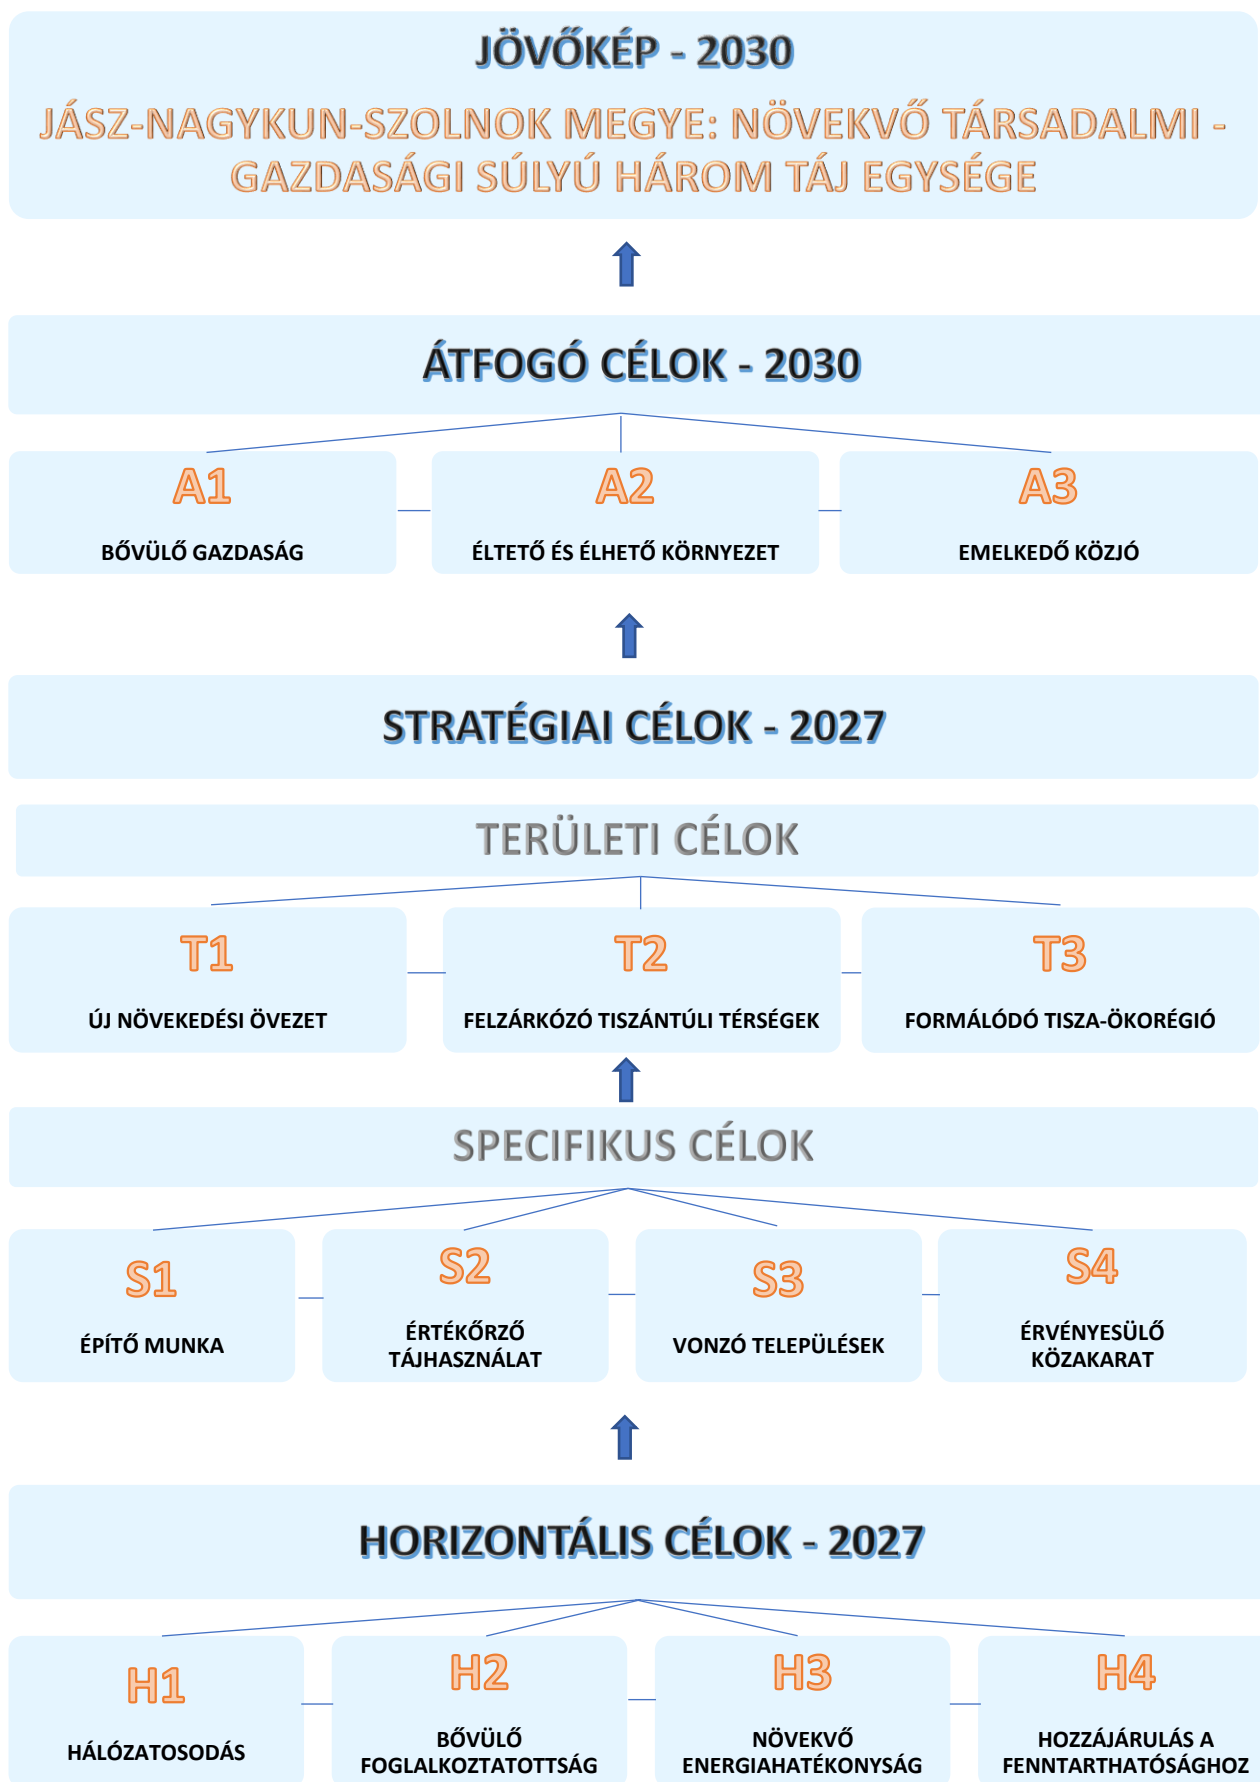 JÖVŐKÉP - 2030
JÁSZ-NAGYKUN-SZOLNOK MEGYE: NÖVEKVŐ TÁRSADALMI -
GAZDASÁGI SÚLYÚ HÁROM TÁJ EGYSÉGE
ÁTFOGÓ CÉLOK - 2030
A1
BŐVÜLŐ GAZDASÁG
A2
ÉLTETŐ ÉS ÉLHETŐ KÖRNYEZET
A3
EMELKEDŐ KÖZJÓ
STRATÉGIAI CÉLOK - 2027
TERÜLETI CÉLOK
T1
ÚJ NÖVEKEDÉSI ÖVEZET
T2
FELZÁRKÓZÓ TISZÁNTÚLI TÉRSÉGEK
T3
FORMÁLÓDÓ TISZA-ÖKORÉGIÓ
SPECIFIKUS CÉLOK
S1
ÉPÍTŐ MUNKA
S2
ÉRTÉKŐRZŐ
TÁJHASZNÁLAT
S3
VONZÓ TELEPÜLÉSEK
S4
ÉRVÉNYESÜLŐ
KÖZAKARAT
HORIZONTÁLIS CÉLOK - 2027
H1
HÁLÓZATOSODÁS
H2
BŐVÜLŐ
FOGLALKOZTATOTTSÁG
H3
NÖVEKVŐ
ENERGIAHATÉKONYSÁG
H4
HOZZÁJÁRULÁS A
FENNTARTHATÓSÁGHOZ